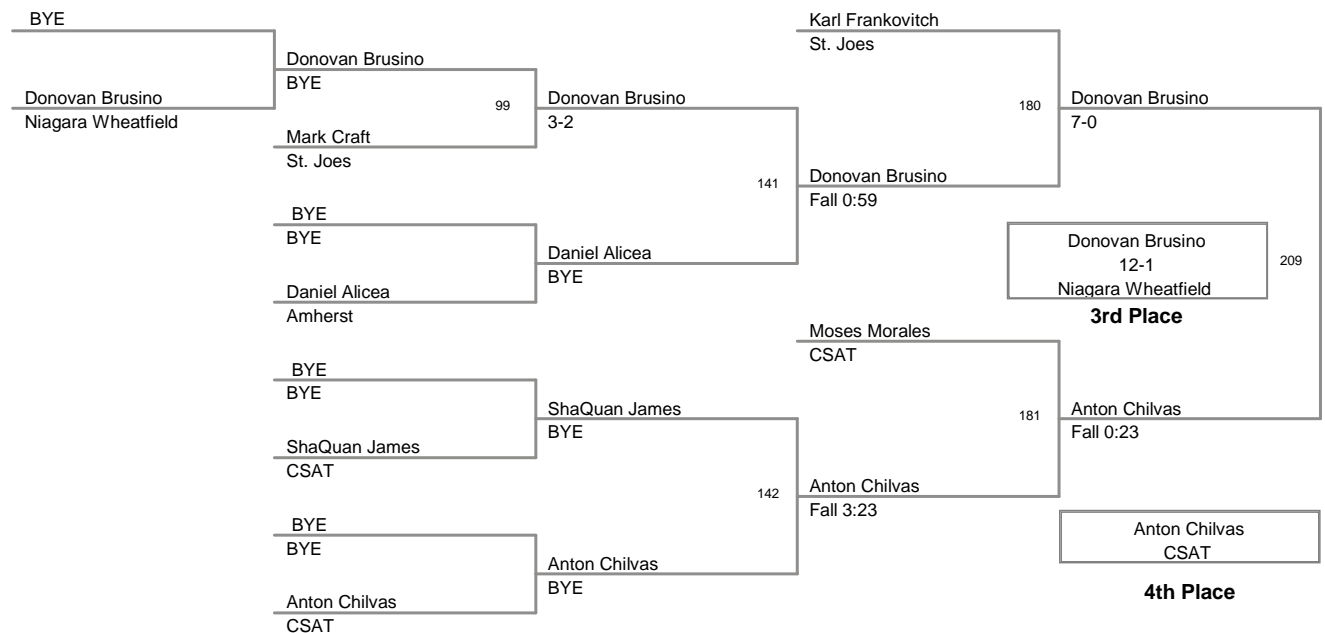 BYE
Donovan Brusino
Niagara Wheatfield
Donovan Brusino
BYE
99
Mark Craft
St. Joes
BYE
BYE
Daniel Alicea
Amherst
BYE
BYE
ShaQuan James
CSAT
BYE
BYE
Anton Chilvas
CSAT
Donovan Brusino
3-2
141
Daniel Alicea
BYE
ShaQuan James
BYE
142
Anton Chilvas
BYE
Karl Frankovitch
St. Joes
180
Donovan Brusino
Fall 0:59
Moses Morales
CSAT
181
Anton Chilvas
Fall 3:23
Donovan Brusino
7-0
Donovan Brusino
12-1
Niagara Wheatfield
209
3rd Place
Anton Chilvas
Fall 0:23
Anton Chilvas
CSAT
4th Place